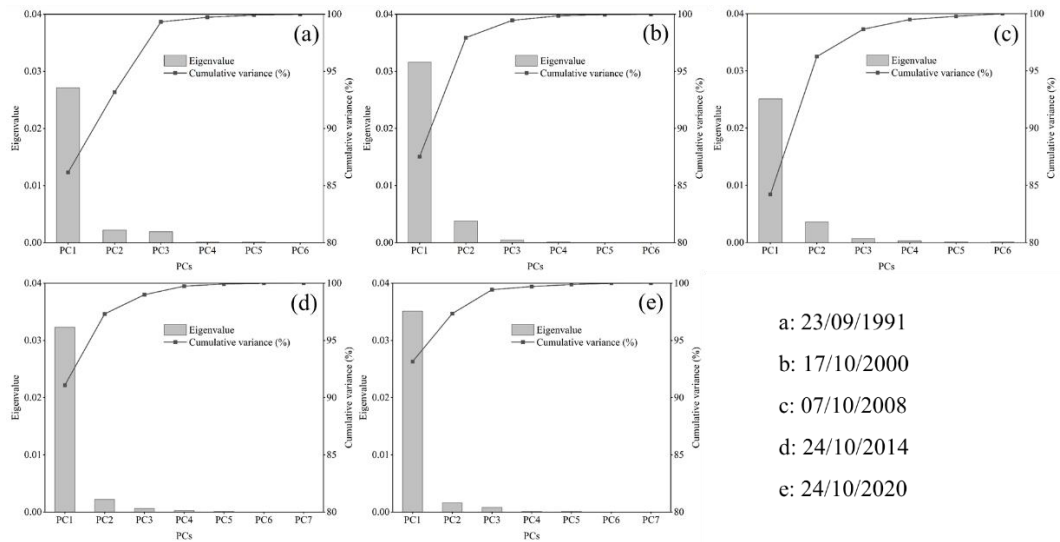 (a)
0.04
0.03
0.02
0.01
0.00
Eigenvalue
100
95
90
85
80
Cumulative variance (%)
Eigenvalue
Cumulative variance (%)
PC1 PC2 PC3 PC4 PC5 PC6
PCs
(b)
0.04
0.03
0.02
0.01
0.00
Eigenvalue
100
95
90
85
80
Cumulative variance (%)
Eigenvalue
Cumulative variance (%)
PC1 PC2 PC3 PC4 PC5 PC6
PCs
(c)
0.04
0.03
0.02
0.01
0.00
Eigenvalue
100
95
90
85
80
Cumulative variance (%)
Eigenvalue
Cumulative variance (%)
PC1 PC2 PC3 PC4 PC5 PC6
PCs
(d)
0.04
0.03
0.02
0.01
0.00
Eigenvalue
100
95
90
85
80
Cumulative variance (%)
Eigenvalue
Cumulative variance (%)
PC1 PC2 PC3 PC4 PC5 PC6 PC7
PCs
(e)
0.04
0.03
0.02
0.01
0.00
Eigenvalue
100
95
90
85
80
Cumulative variance (%)
Eigenvalue
Cumulative variance (%)
PC1 PC2 PC3 PC4 PC5 PC6 PC7
PCs
a: 23/09/1991
b: 17/10/2000
c: 07/10/2008
d: 24/10/2014
e: 24/10/2020